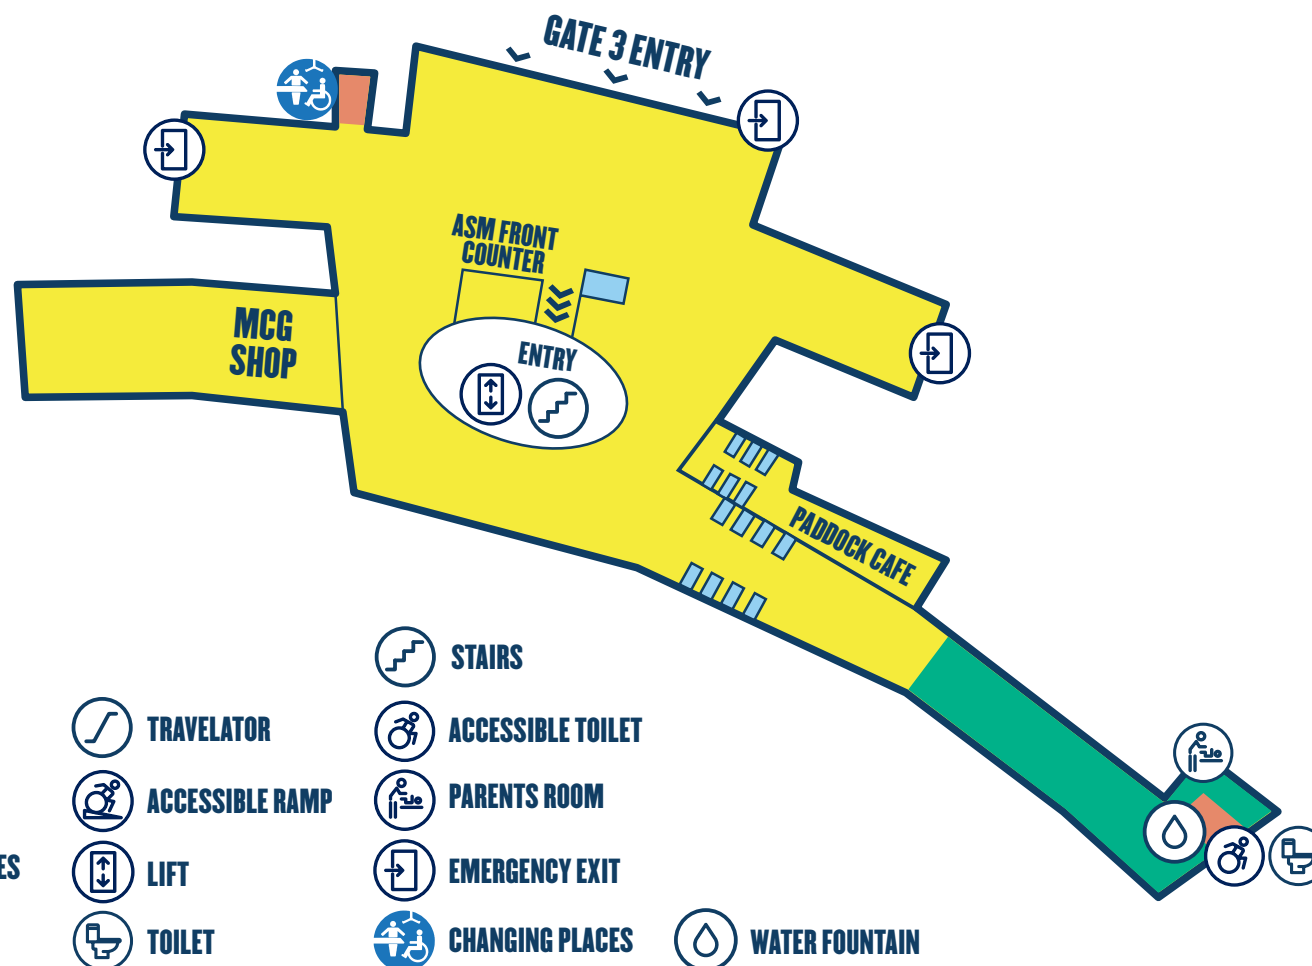 GATE 3 ENTRY
ASM FRONT
COUNTER
MCG
SHOP
ENTRY
PADDOCK CAFE
STAIRS
TRAVELATOR
ACCESSIBLE TOILET
ACCESSIBLE RAMP
PARENTS ROOM
ES
LIFT
EMERGENCY EXIT
TOILET
CHANGING PLACES
WATER FOUNTAIN